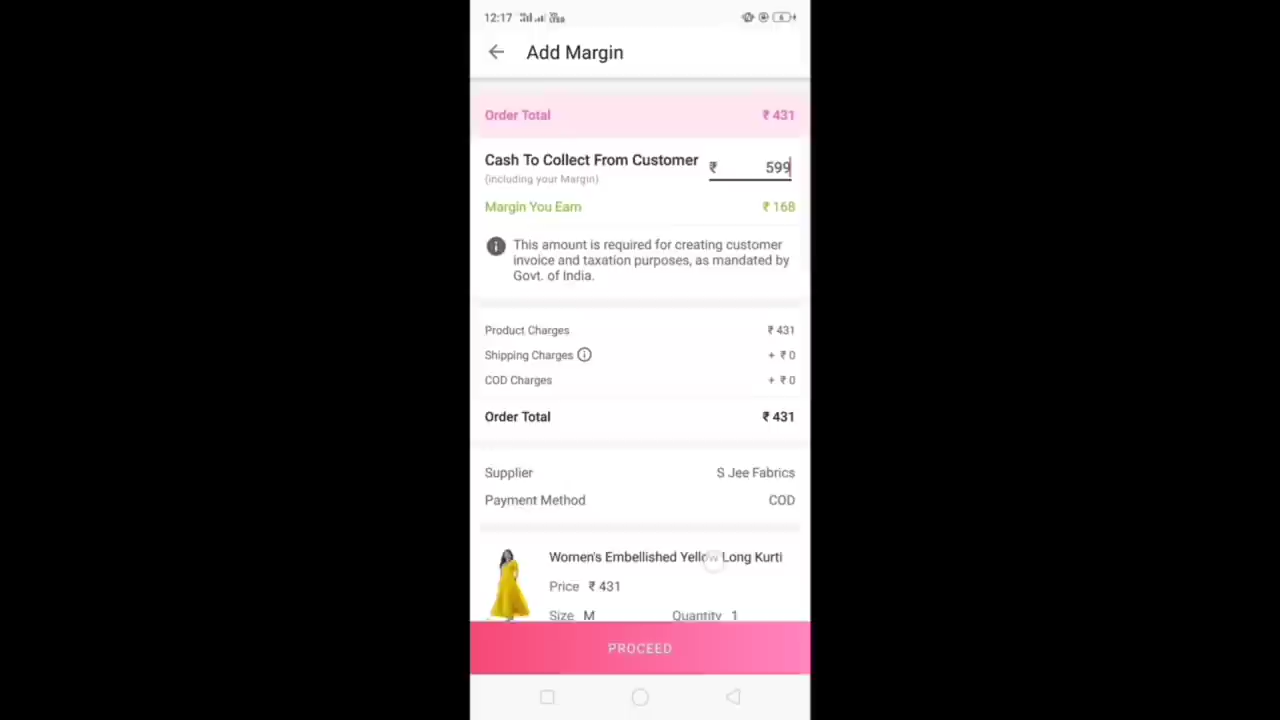 12:17
Add Margin
Order Total ₹ 431
Cash To Collect From Customer ₹ 599
(including your Margin)
Margin You Earn ₹ 168
This amount is required for creating customer
invoice and taxation purposes, as mandated by
Govt. of India.
Product Charges ₹ 431
Shipping Charges + ₹ 0
COD Charges + ₹ 0
Order Total ₹ 431
Supplier S Jee Fabrics
Payment Method COD
Women's Embellished Yellow Long Kurti
Price ₹ 431
Size M Quantity 1
PROCEED